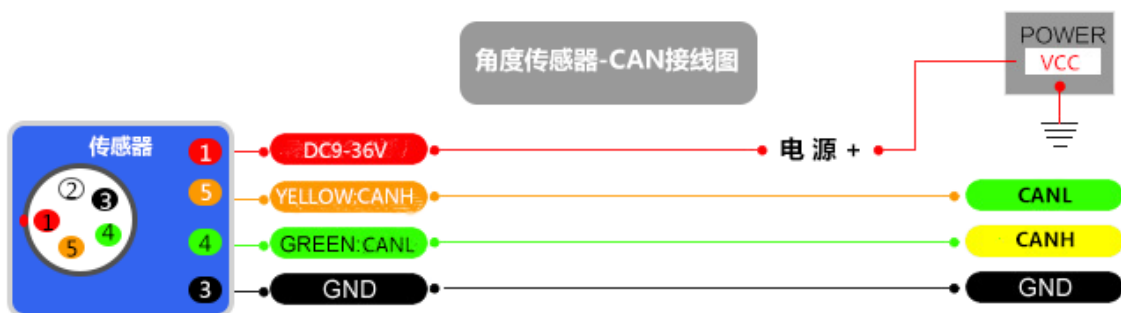 角度传感器-CAN接线图
POWER
VCC
传感器
1
DC9-36V
电 源 +
5
YELLOW:CANH
CANL
4
GREEN:CANL
CANH
3
GND
GND
2
3
1
4
5